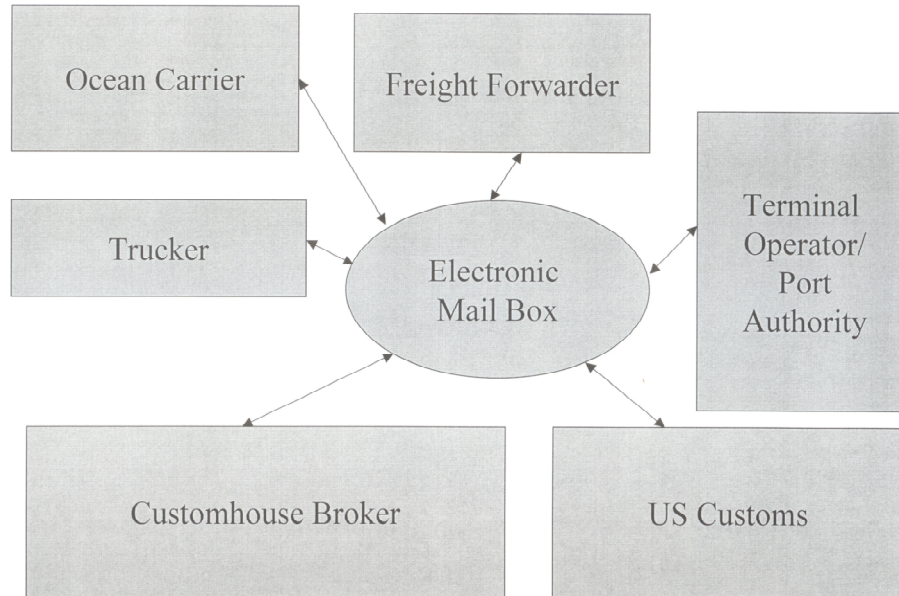 Ocean Carrier
Freight Forwarder
Trucker
Electronic
Mail Box
Terminal
Operator/
Port
Authority
Customhouse Broker
US Customs